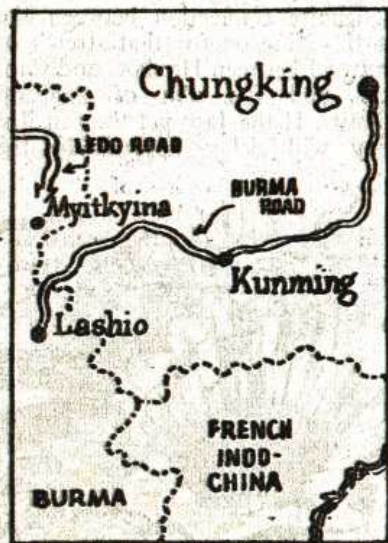 Chungking
LEDO ROAD
Myitkyina
BURMA
ROAD
Kunming
Lashio
FRENCH
INDO-
CHINA
BURMA